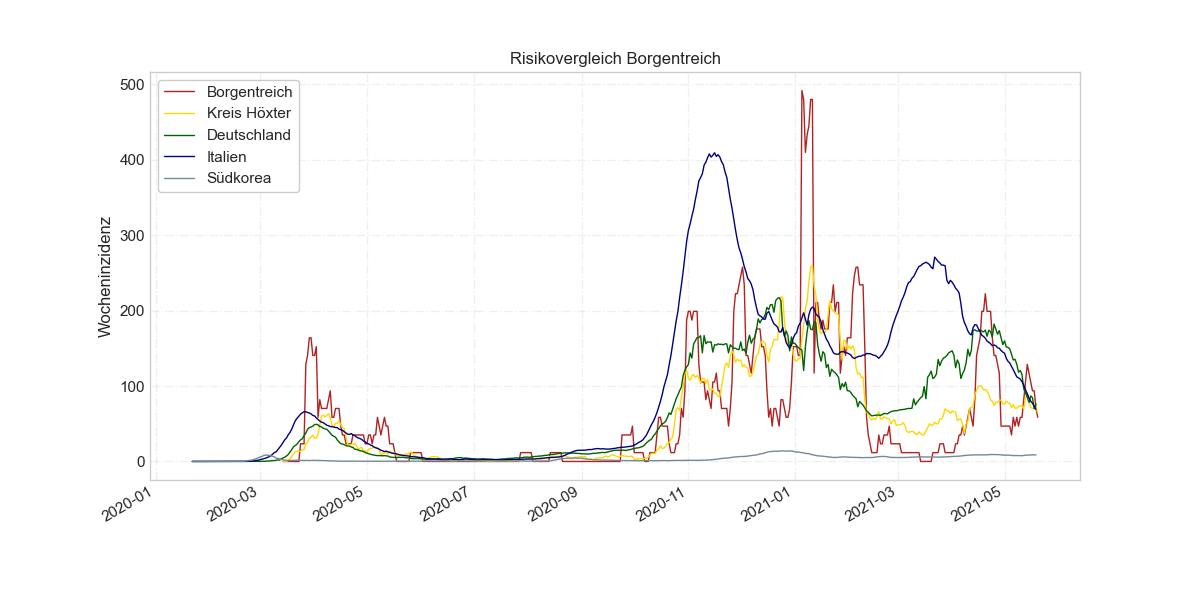 Risikovergleich Borgentreich
500
400
300
200
100
0
Wocheninzidenz
Borgentreich
Kreis Höxter
Deutschland
Italien
Südkorea
2020-01
2020-03
2020-05
2020-07
2020-09
2020-11
2021-01
2021-03
2021-05